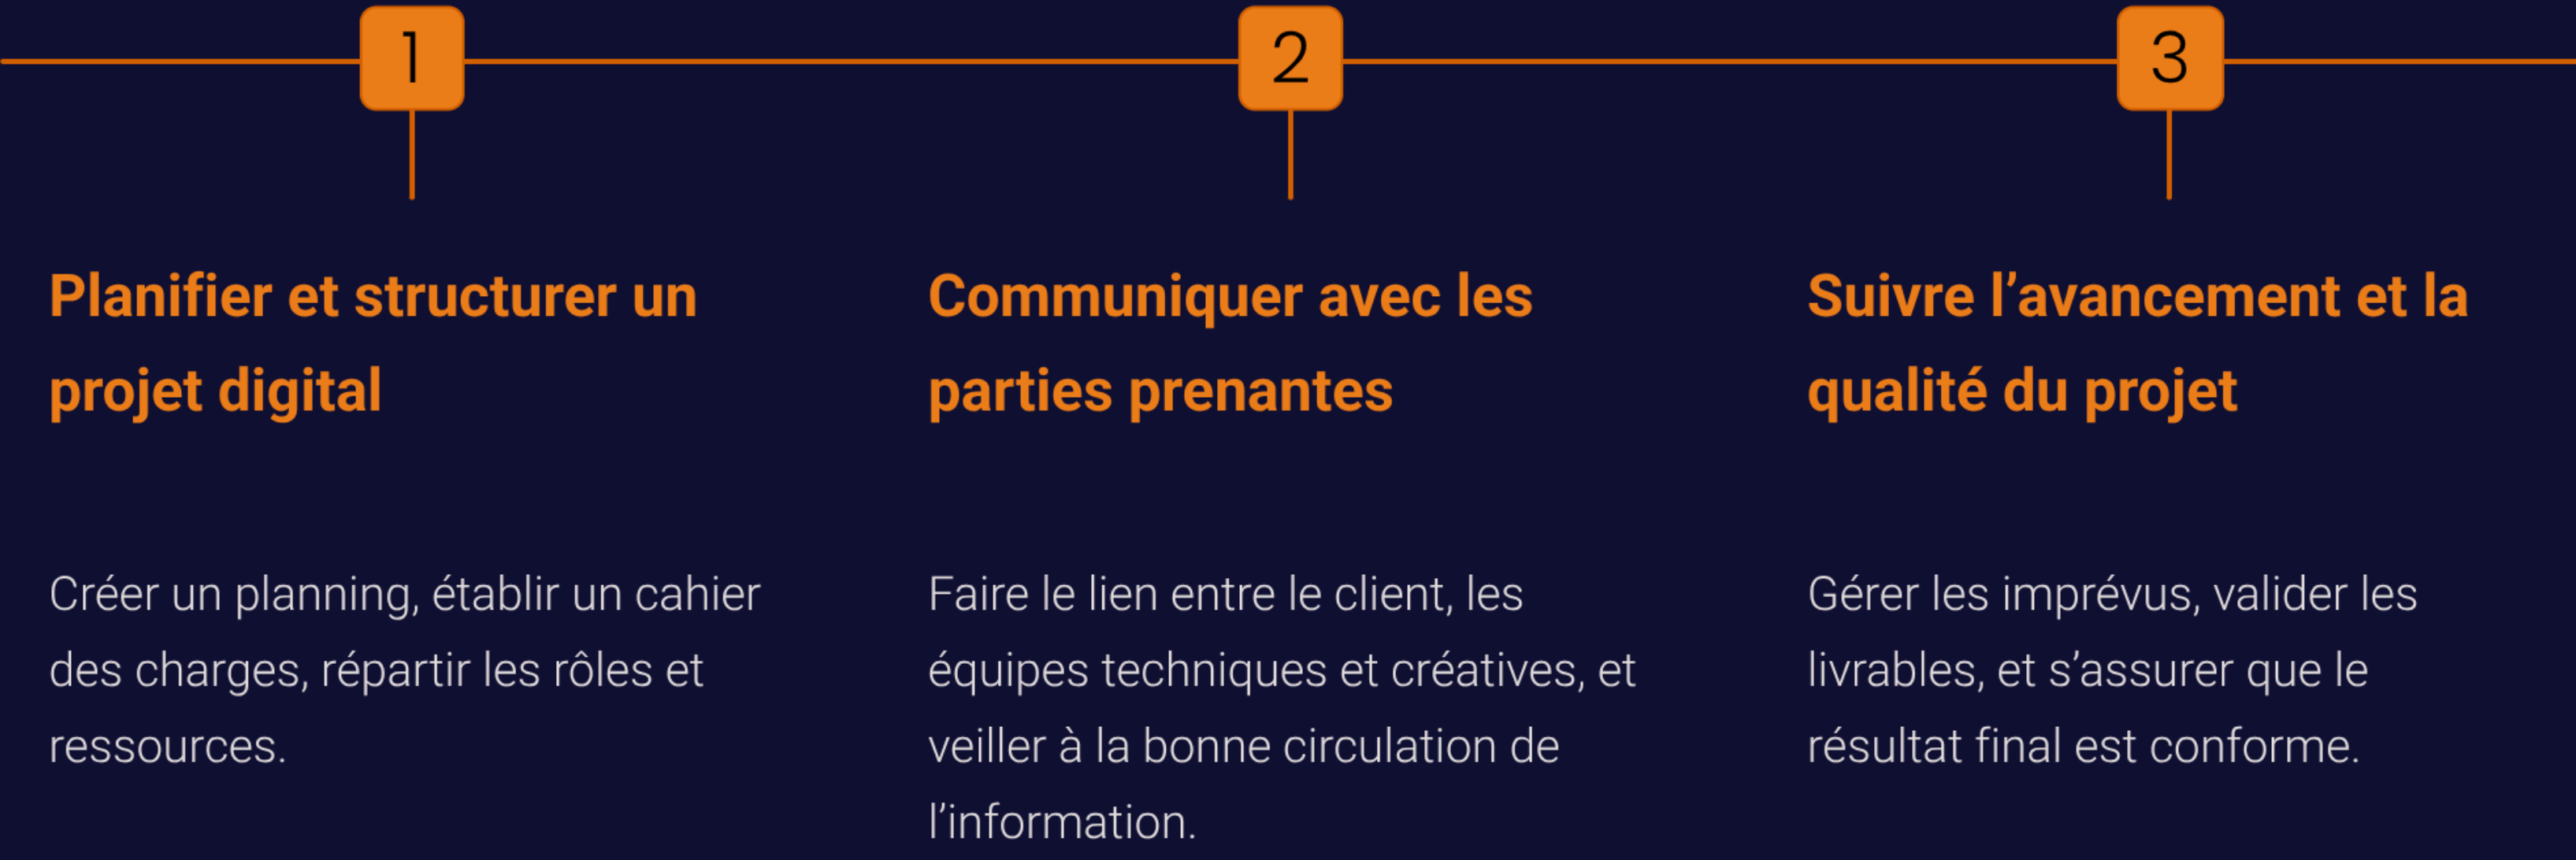 1
2
3
Planifier et structurer un
projet digital
Créer un planning, établir un cahier
des charges, répartir les rôles et
ressources.
Communiquer avec les
parties prenantes
Faire le lien entre le client, les
équipes techniques et créatives, et
veiller à la bonne circulation de
l’information.
Suivre l’avancement et la
qualité du projet
Gérer les imprévus, valider les
livrables, et s’assurer que le
résultat final est conforme.